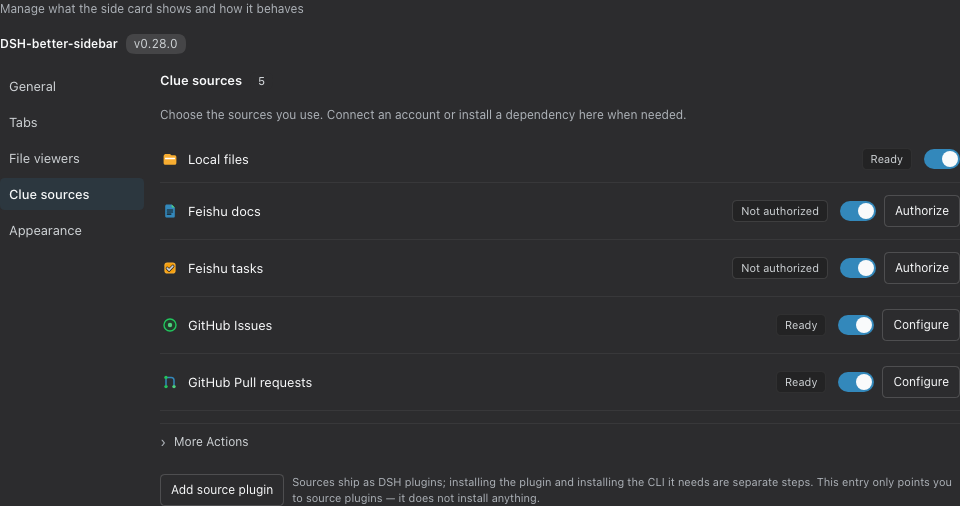 Manage what the side card shows and how it behaves
DSH-better-sidebar v0.28.0
General
Tabs
File viewers
Clue sources
Appearance
Clue sources 5
Choose the sources you use. Connect an account or install a dependency here when needed.
Local files Ready
Feishu docs Not authorized Authorize
Feishu tasks Not authorized Authorize
GitHub Issues Ready Configure
GitHub Pull requests Ready Configure
› More Actions
Add source plugin
Sources ship as DSH plugins; installing the plugin and installing the CLI it needs are separate steps. This entry only points you
to source plugins — it does not install anything.